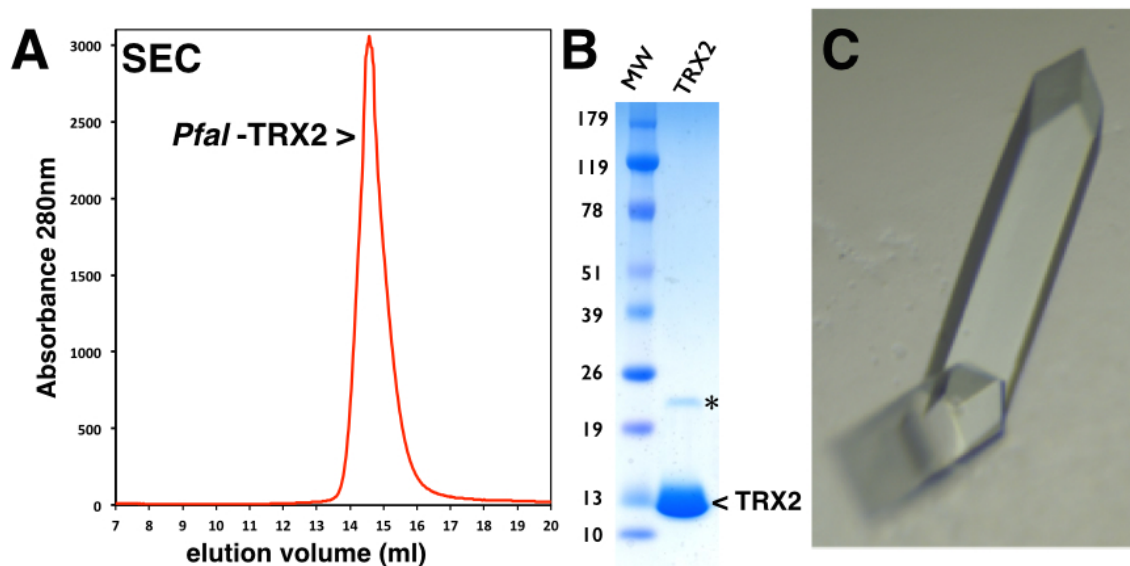 A
SEC
Pfal -TRX2 >
Absorbance 280nm
3000
2500
2000
1500
1000
500
0
7 8 9 10 11 12 13 14 15 16 17 18 19 20
elution volume (ml)
B
MW TRX2
179
119
78
51
39
26
*
19
13
< TRX2
10
C